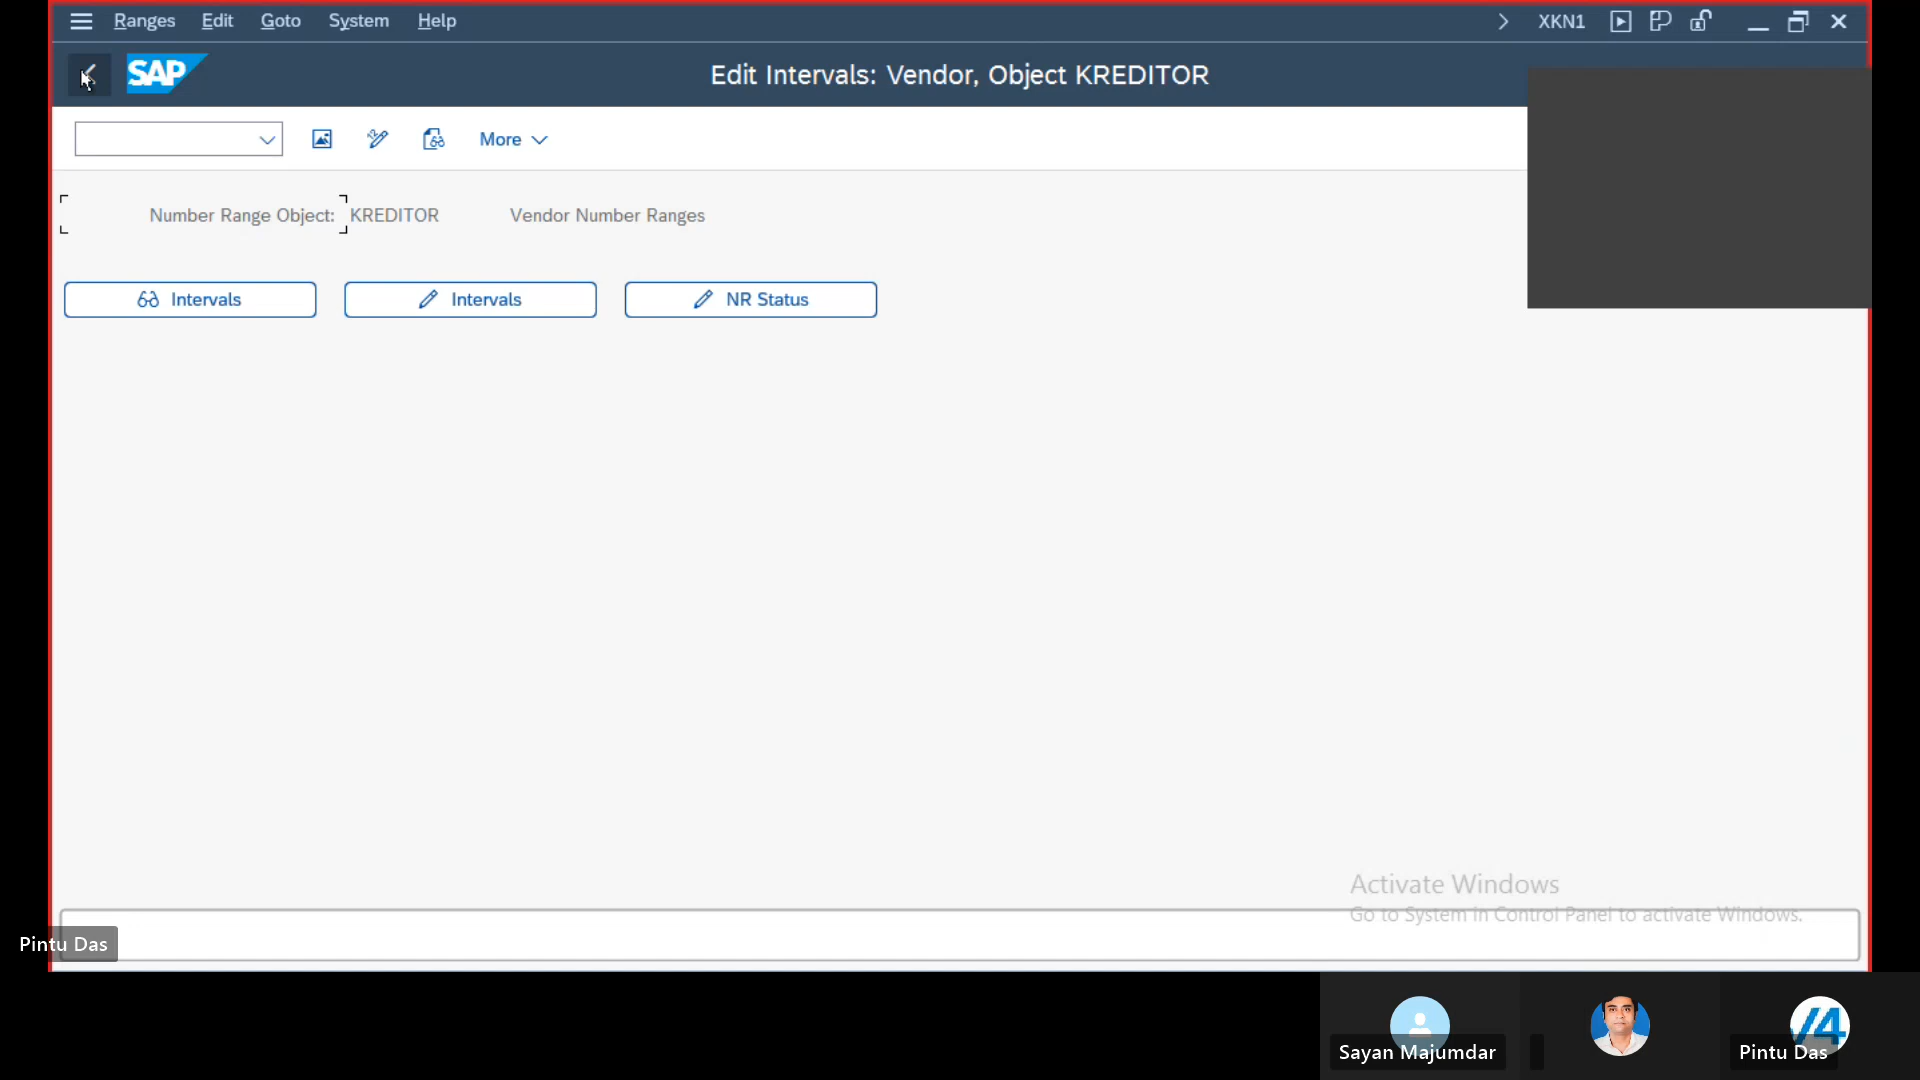 Ranges Edit Goto System Help XKN1
SAP Edit Intervals: Vendor, Object KREDITOR
More
Number Range Object: KREDITOR Vendor Number Ranges
Intervals Intervals NR Status
Activate Windows
Go to System in Control Panel to activate Windows.
Pintu Das
Sayan Majumdar Pintu Das